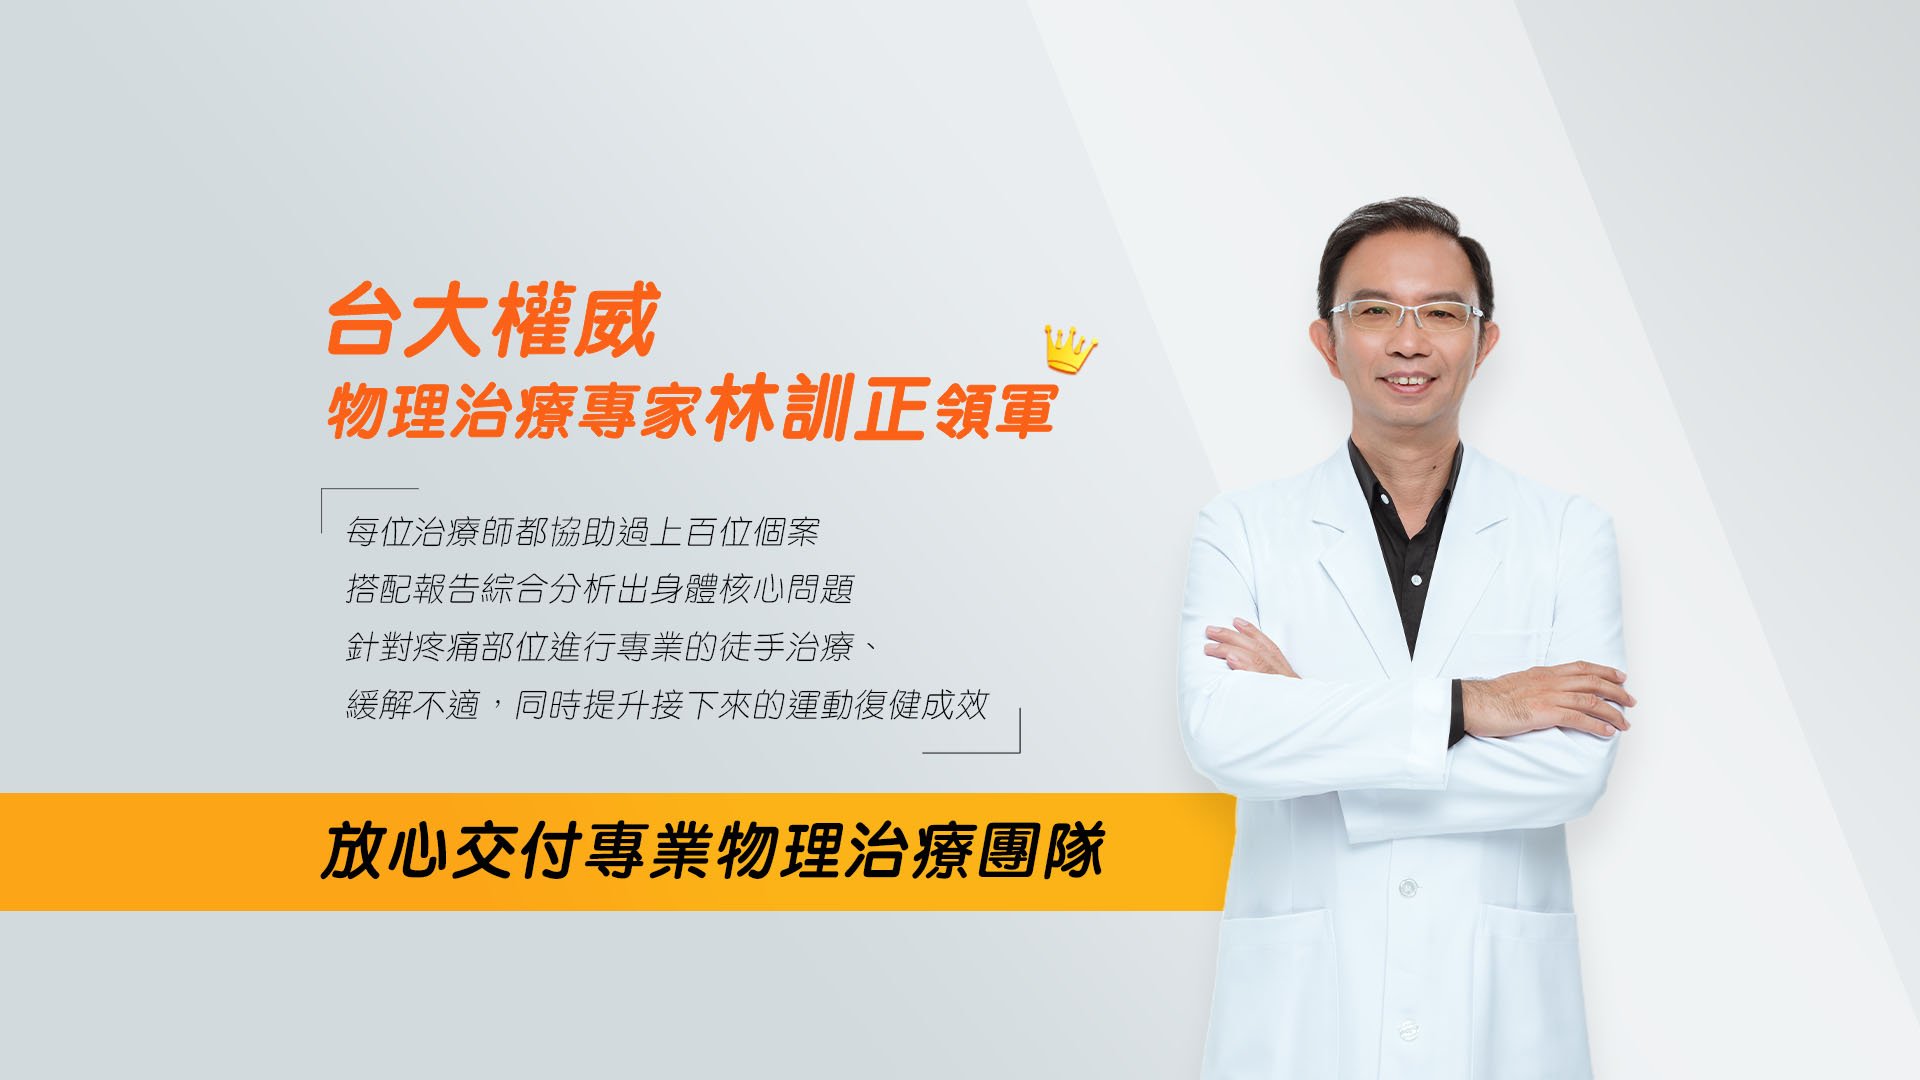 台大權威
物理治療專家林訓正領軍
每位治療師都協助過上百位個案
搭配報告綜合分析出身體核心問題
針對疼痛部位進行專業的徒手治療、
緩解不適，同時提升接下來的運動復健成效
放心交付專業物理治療團隊